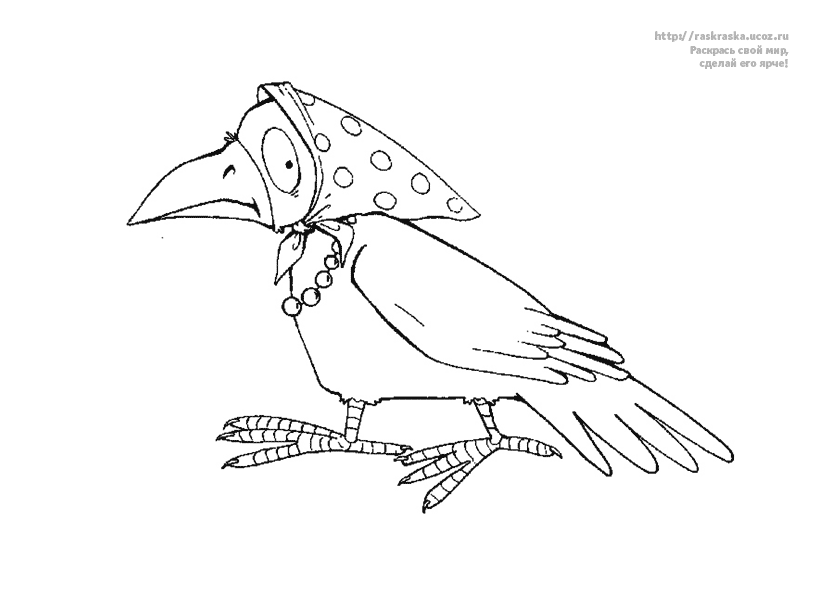 http://raskraska.ucoz.ru
Раскрась свой мир,
сделай его ярче!